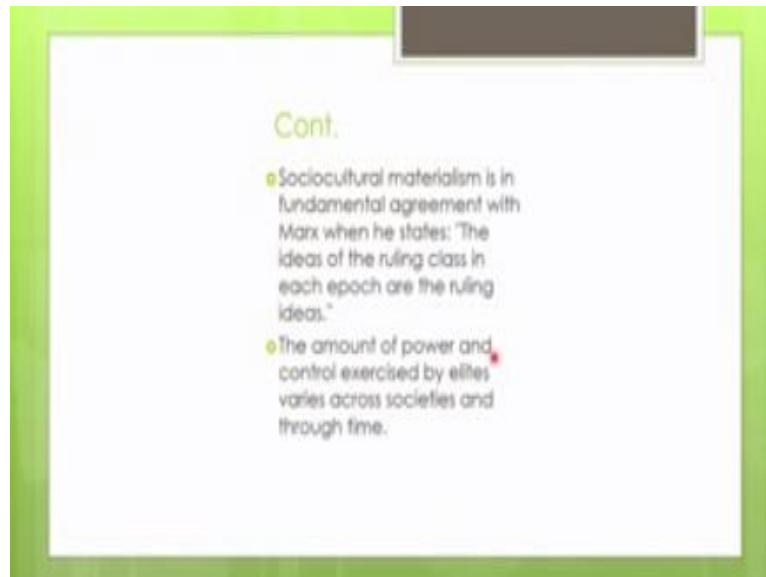 Cont.
Sociocultural materialism is in
fundamental agreement with
Marx when he states: "The
ideas of the ruling class in
each epoch are the ruling
ideas."
The amount of power and
control exercised by elites
varies across societies and
through time.